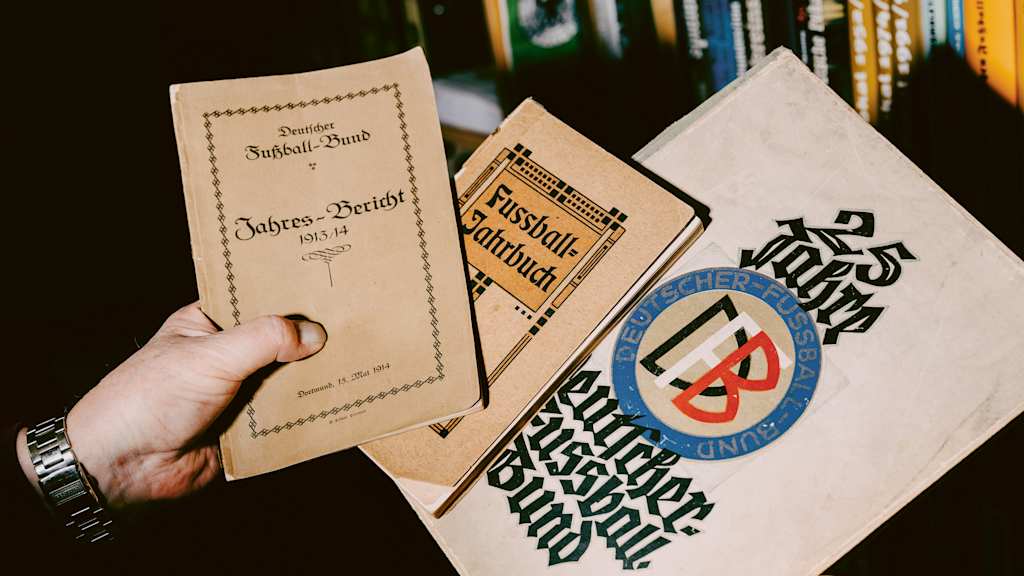 Deutscher
Fußball-Bund
Jahres-Bericht
1913/14
Dortmund, 15. Mai 1914
Fussball-
Jahrbuch
25
Jahre
DEUTSCHER-FUSSBALL-BUND
DFB
Deutscher
Fussball
Bund